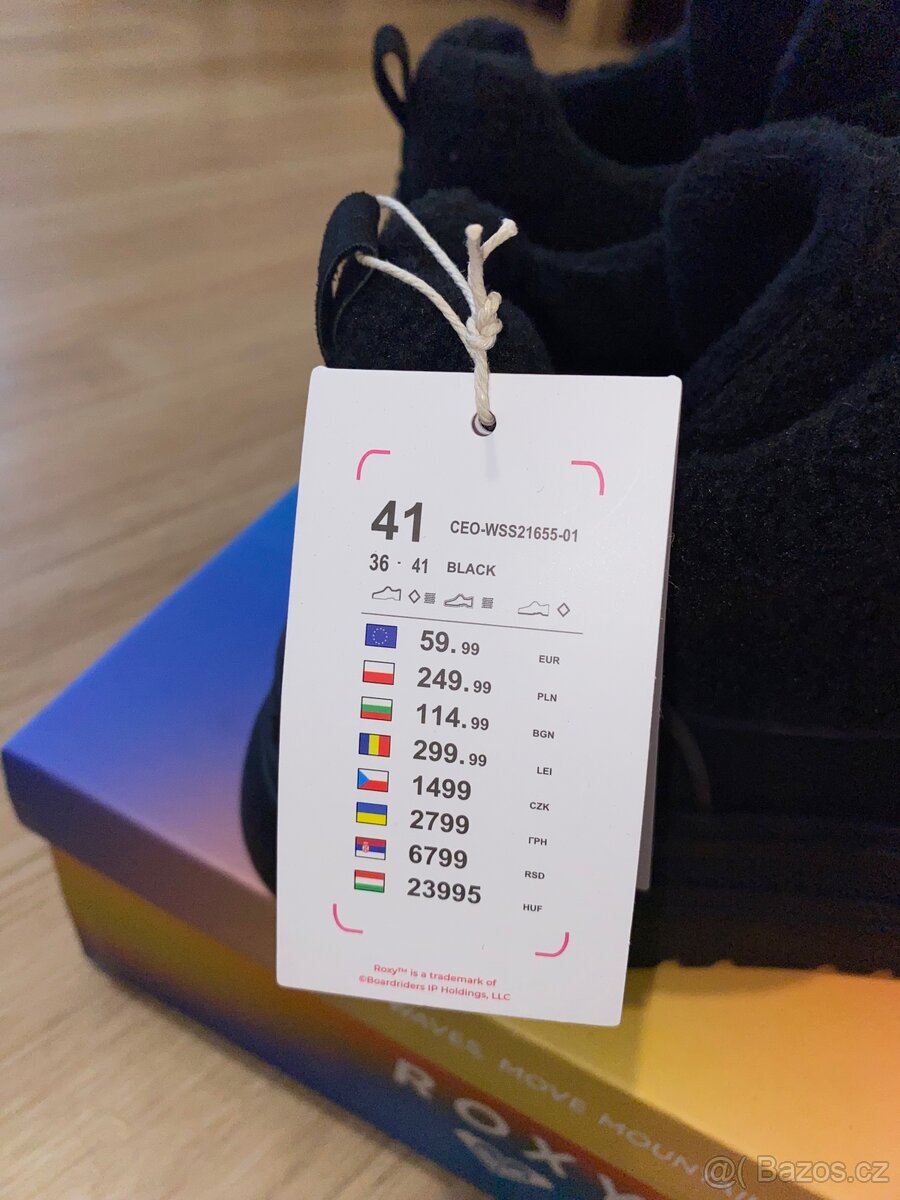 41 CEO-WSS21655-01
36 - 41 BLACK
59.99 EUR
249.99 PLN
114.99 BGN
299.99 LEI
1499 CZK
2799 ГРН
6799 RSD
23995 HUF
Roxy™ is a trademark of
©Boardriders IP Holdings, LLC
MOVE
ROXY
@( Bazos.cz